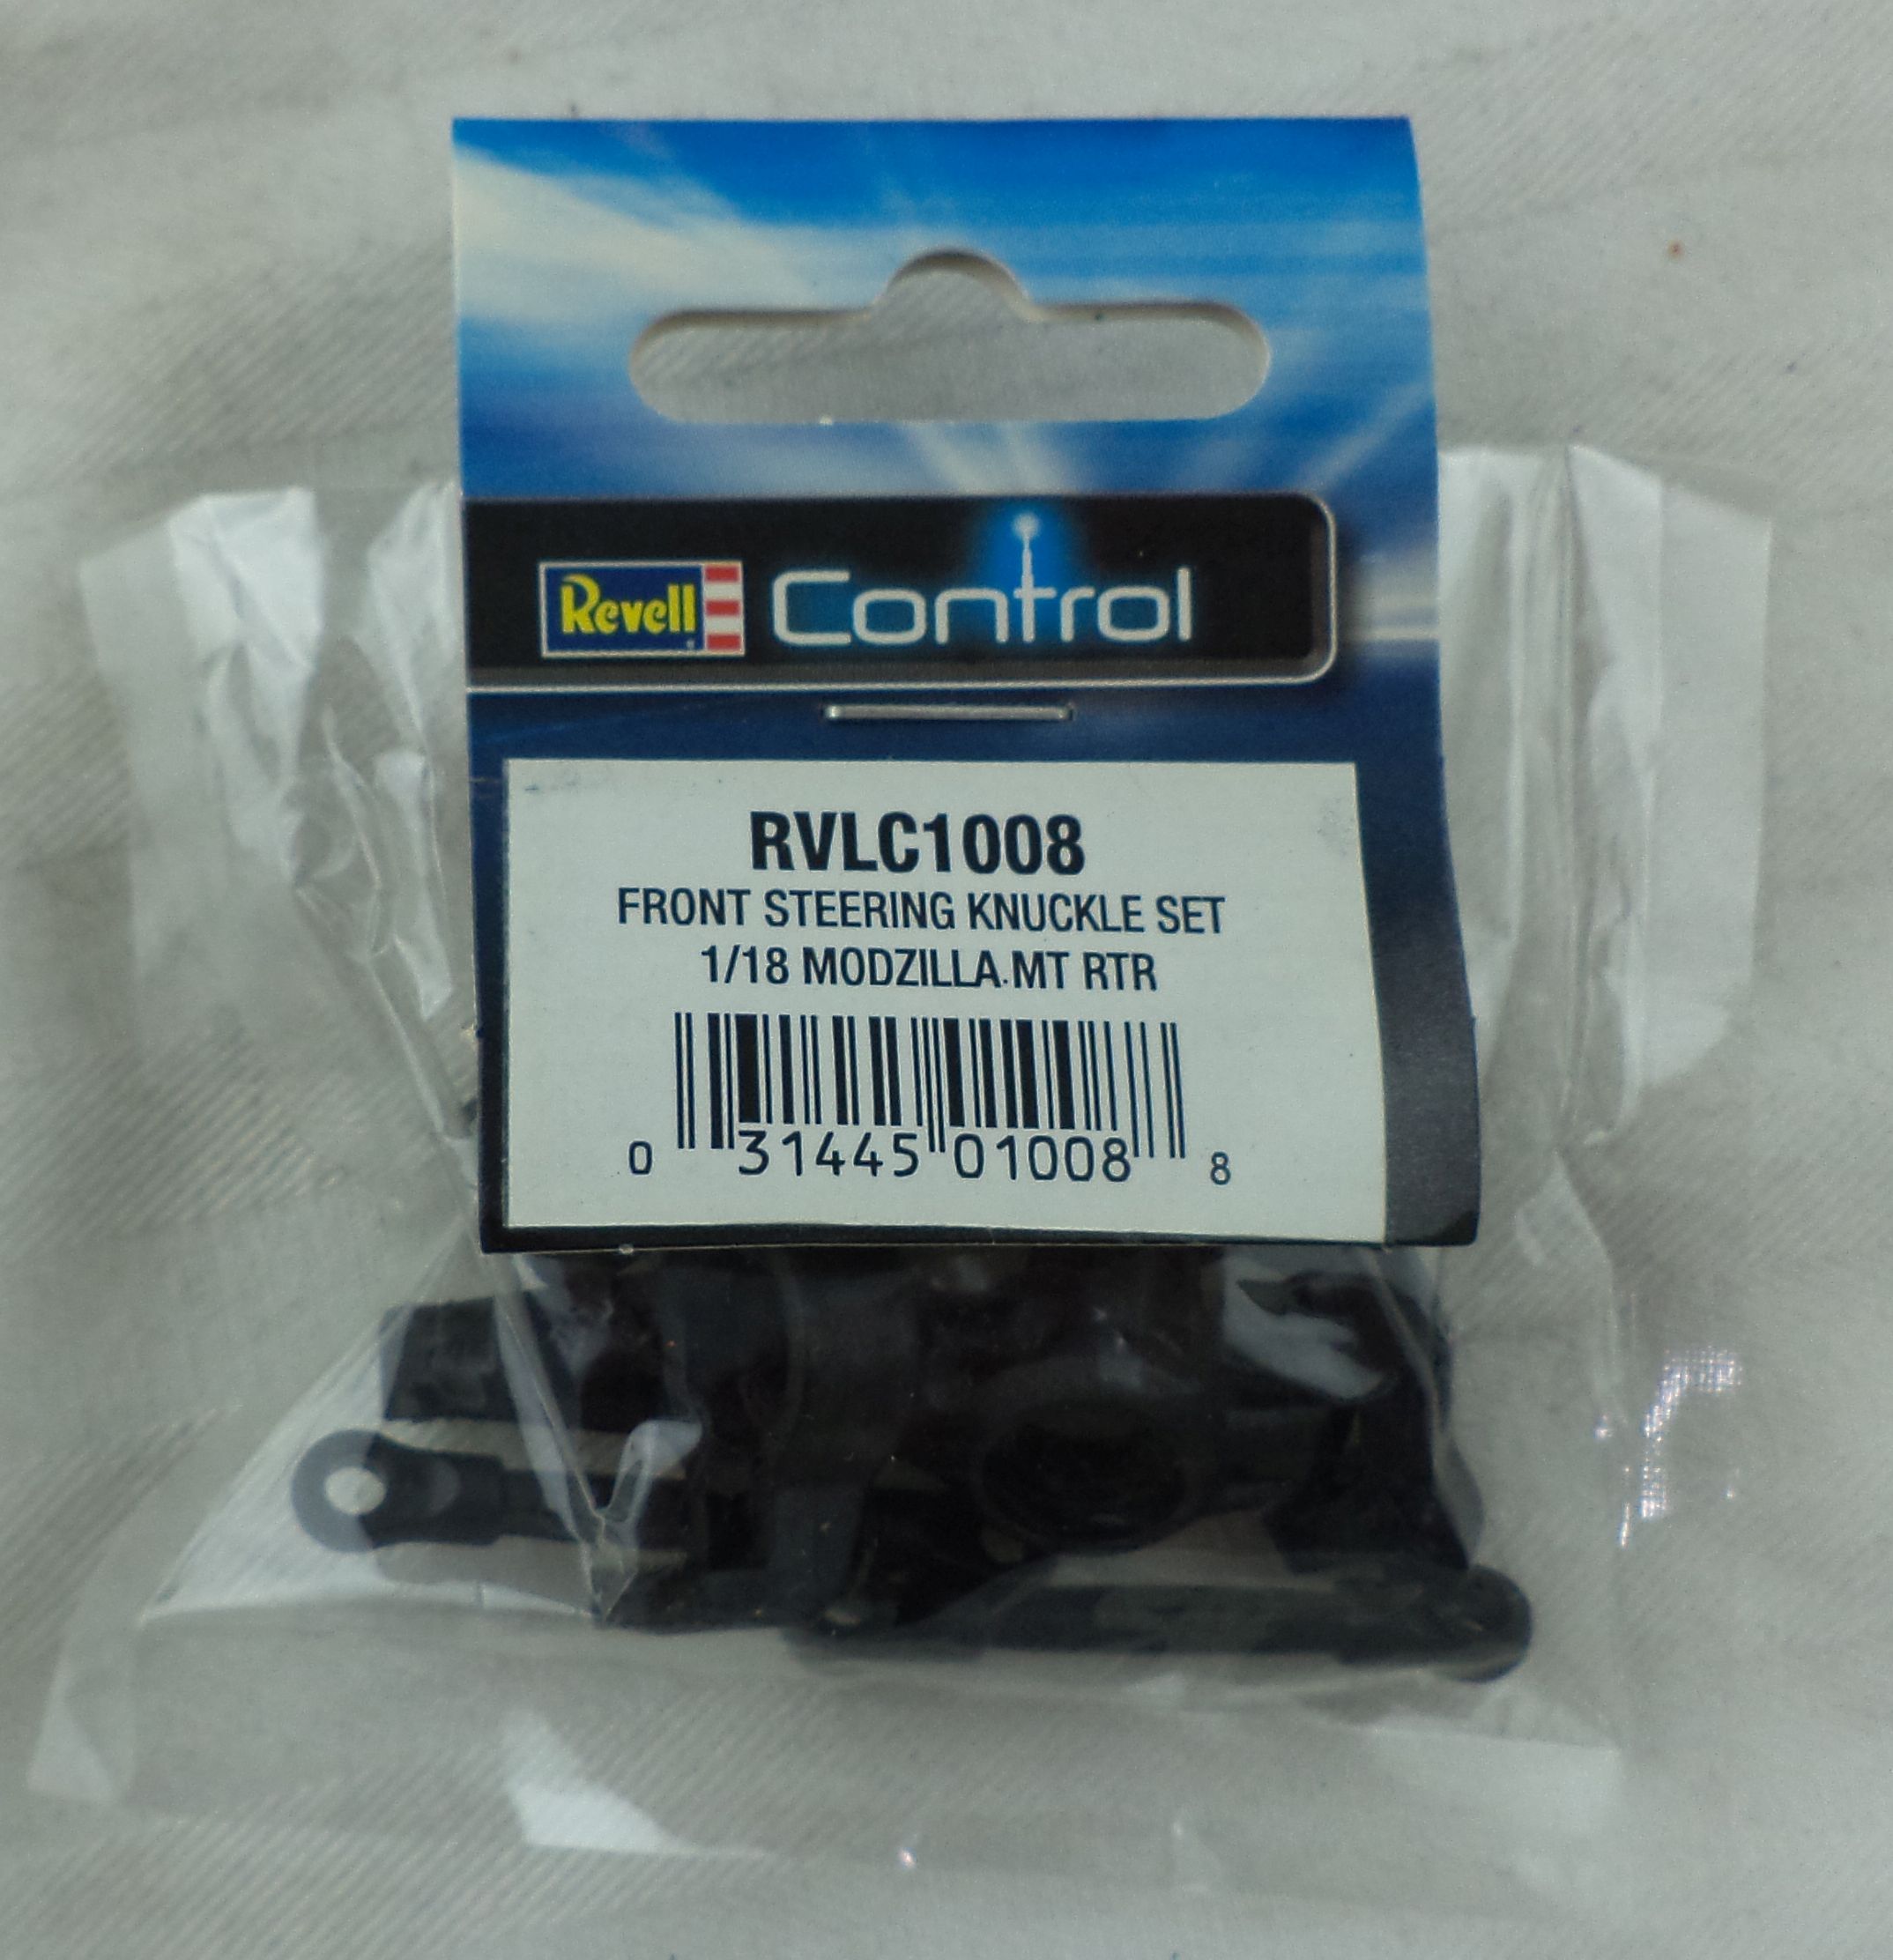 Revell Control
RVLC1008
FRONT STEERING KNUCKLE SET
1/18 MODZILLA MT RTR
0 31445 01008 8